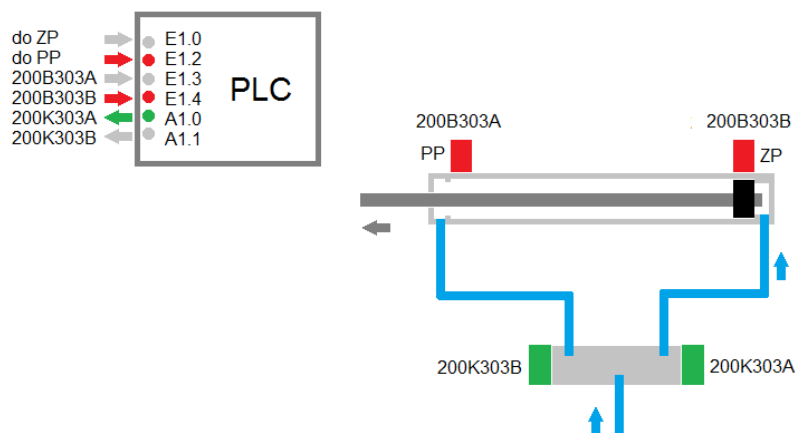 do ZP E1.0
do PP E1.2
200B303A E1.3
200B303B E1.4
200K303A A1.0
200K303B A1.1
PLC
200B303A
200B303B
PP
ZP
200K303B
200K303A